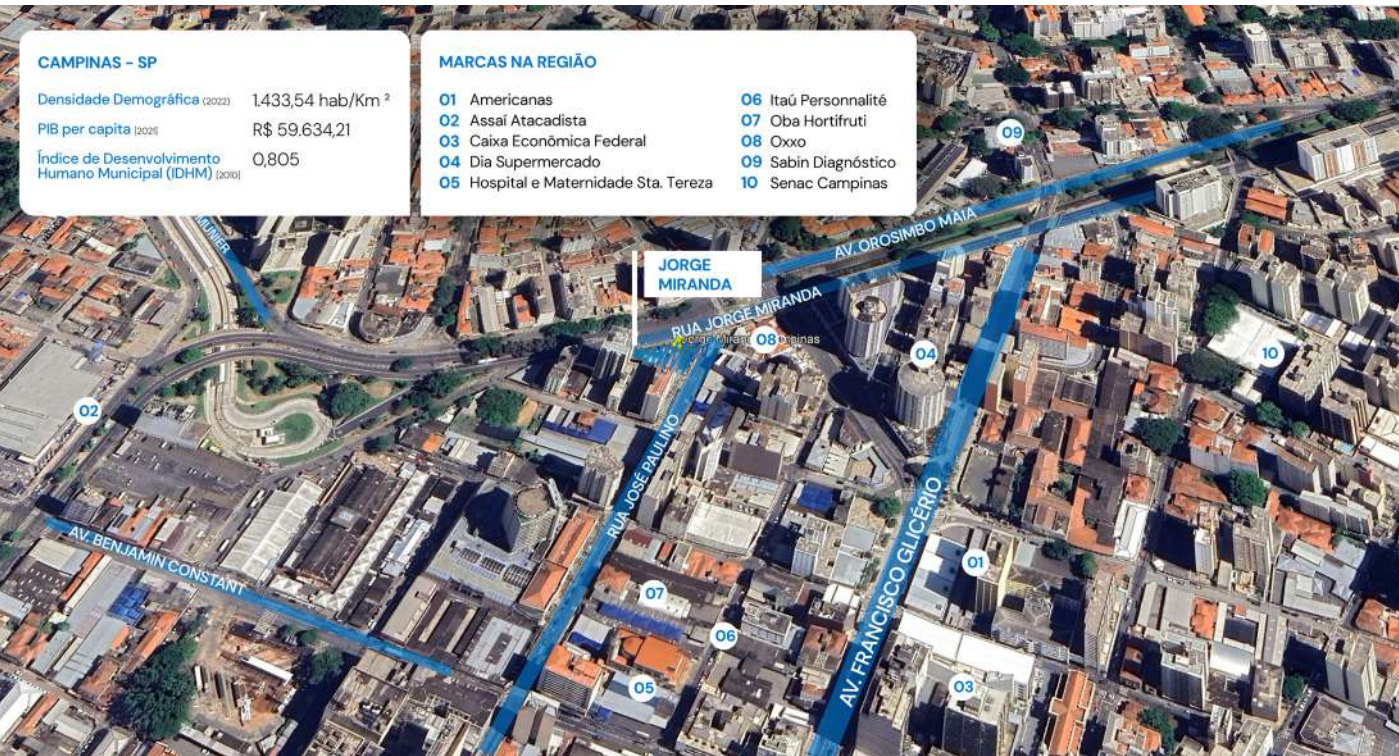 CAMPINAS – SP
Densidade Demográfica (2022) 1.433,54 hab/Km ²
PIB per capita [2021] R$ 59.634,21
Índice de Desenvolvimento
Humano Municipal (IDHM) [2010] 0,805
MARCAS NA REGIÃO
01 Americanas
02 Assaí Atacadista
03 Caixa Econômica Federal
04 Dia Supermercado
05 Hospital e Maternidade Sta. Tereza
06 Itaú Personnalité
07 Oba Hortifruti
08 Oxxo
09 Sabin Diagnóstico
10 Senac Campinas
09
AV. OROSIMBO MAIA
JORGE
MIRANDA
RUA JORGE MIRANDA
08
04
10
02
RUA JOSÉ PAULINO
AV. BENJAMIN CONSTANT
AV. FRANCISCO GLICÉRIO
01
07
06
05
03